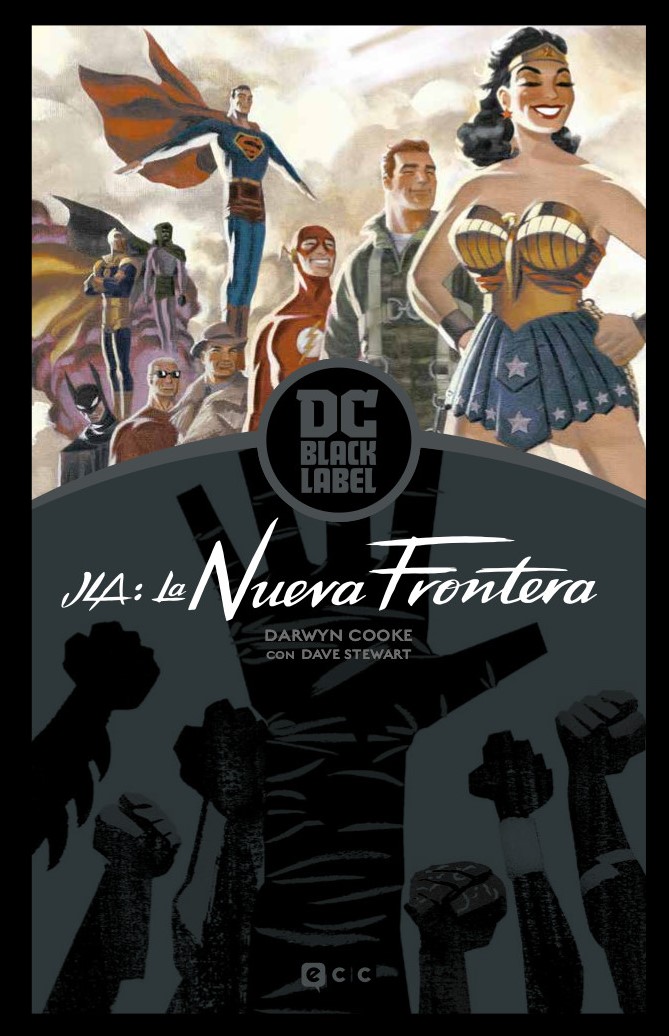 DC
BLACK
LABEL
JLA: La Nueva Frontera
DARWYN COOKE
CON DAVE STEWART
ecc